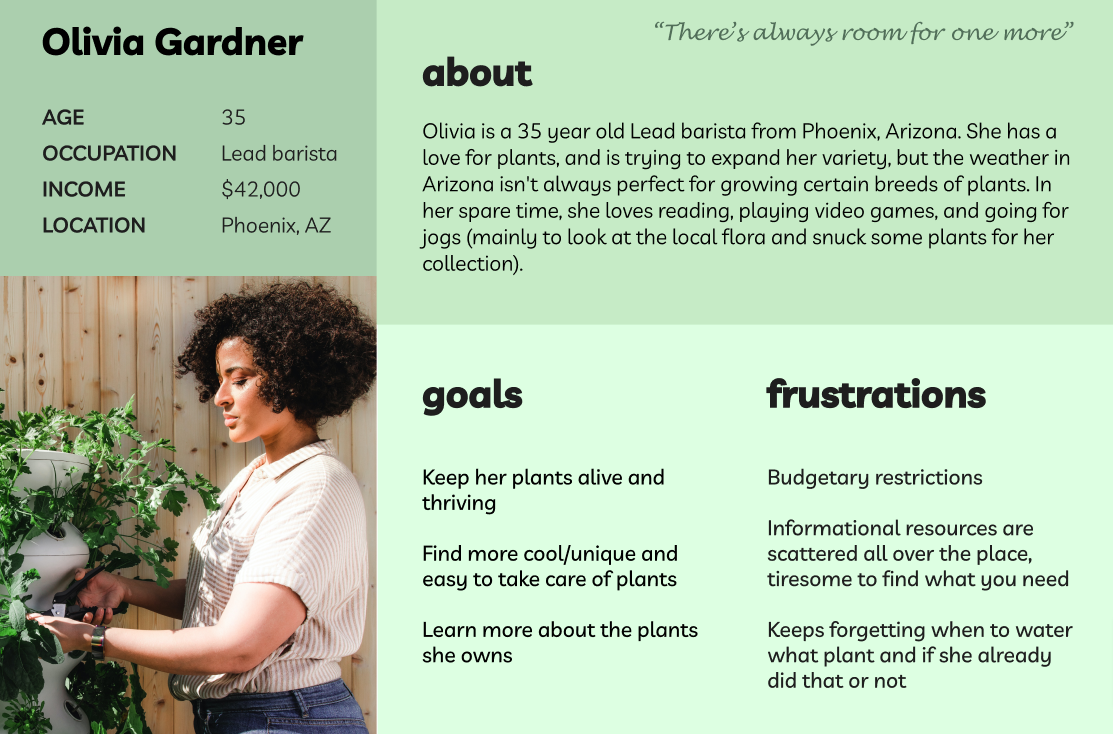 Olivia Gardner
AGE 35
OCCUPATION Lead barista
INCOME $42,000
LOCATION Phoenix, AZ
“There’s always room for one more”
about
Olivia is a 35 year old Lead barista from Phoenix, Arizona. She has a
love for plants, and is trying to expand her variety, but the weather in
Arizona isn't always perfect for growing certain breeds of plants. In
her spare time, she loves reading, playing video games, and going for
jogs (mainly to look at the local flora and snuck some plants for her
collection).
goals
Keep her plants alive and
thriving
Find more cool/unique and
easy to take care of plants
Learn more about the plants
she owns
frustrations
Budgetary restrictions
Informational resources are
scattered all over the place,
tiresome to find what you need
Keeps forgetting when to water
what plant and if she already
did that or not